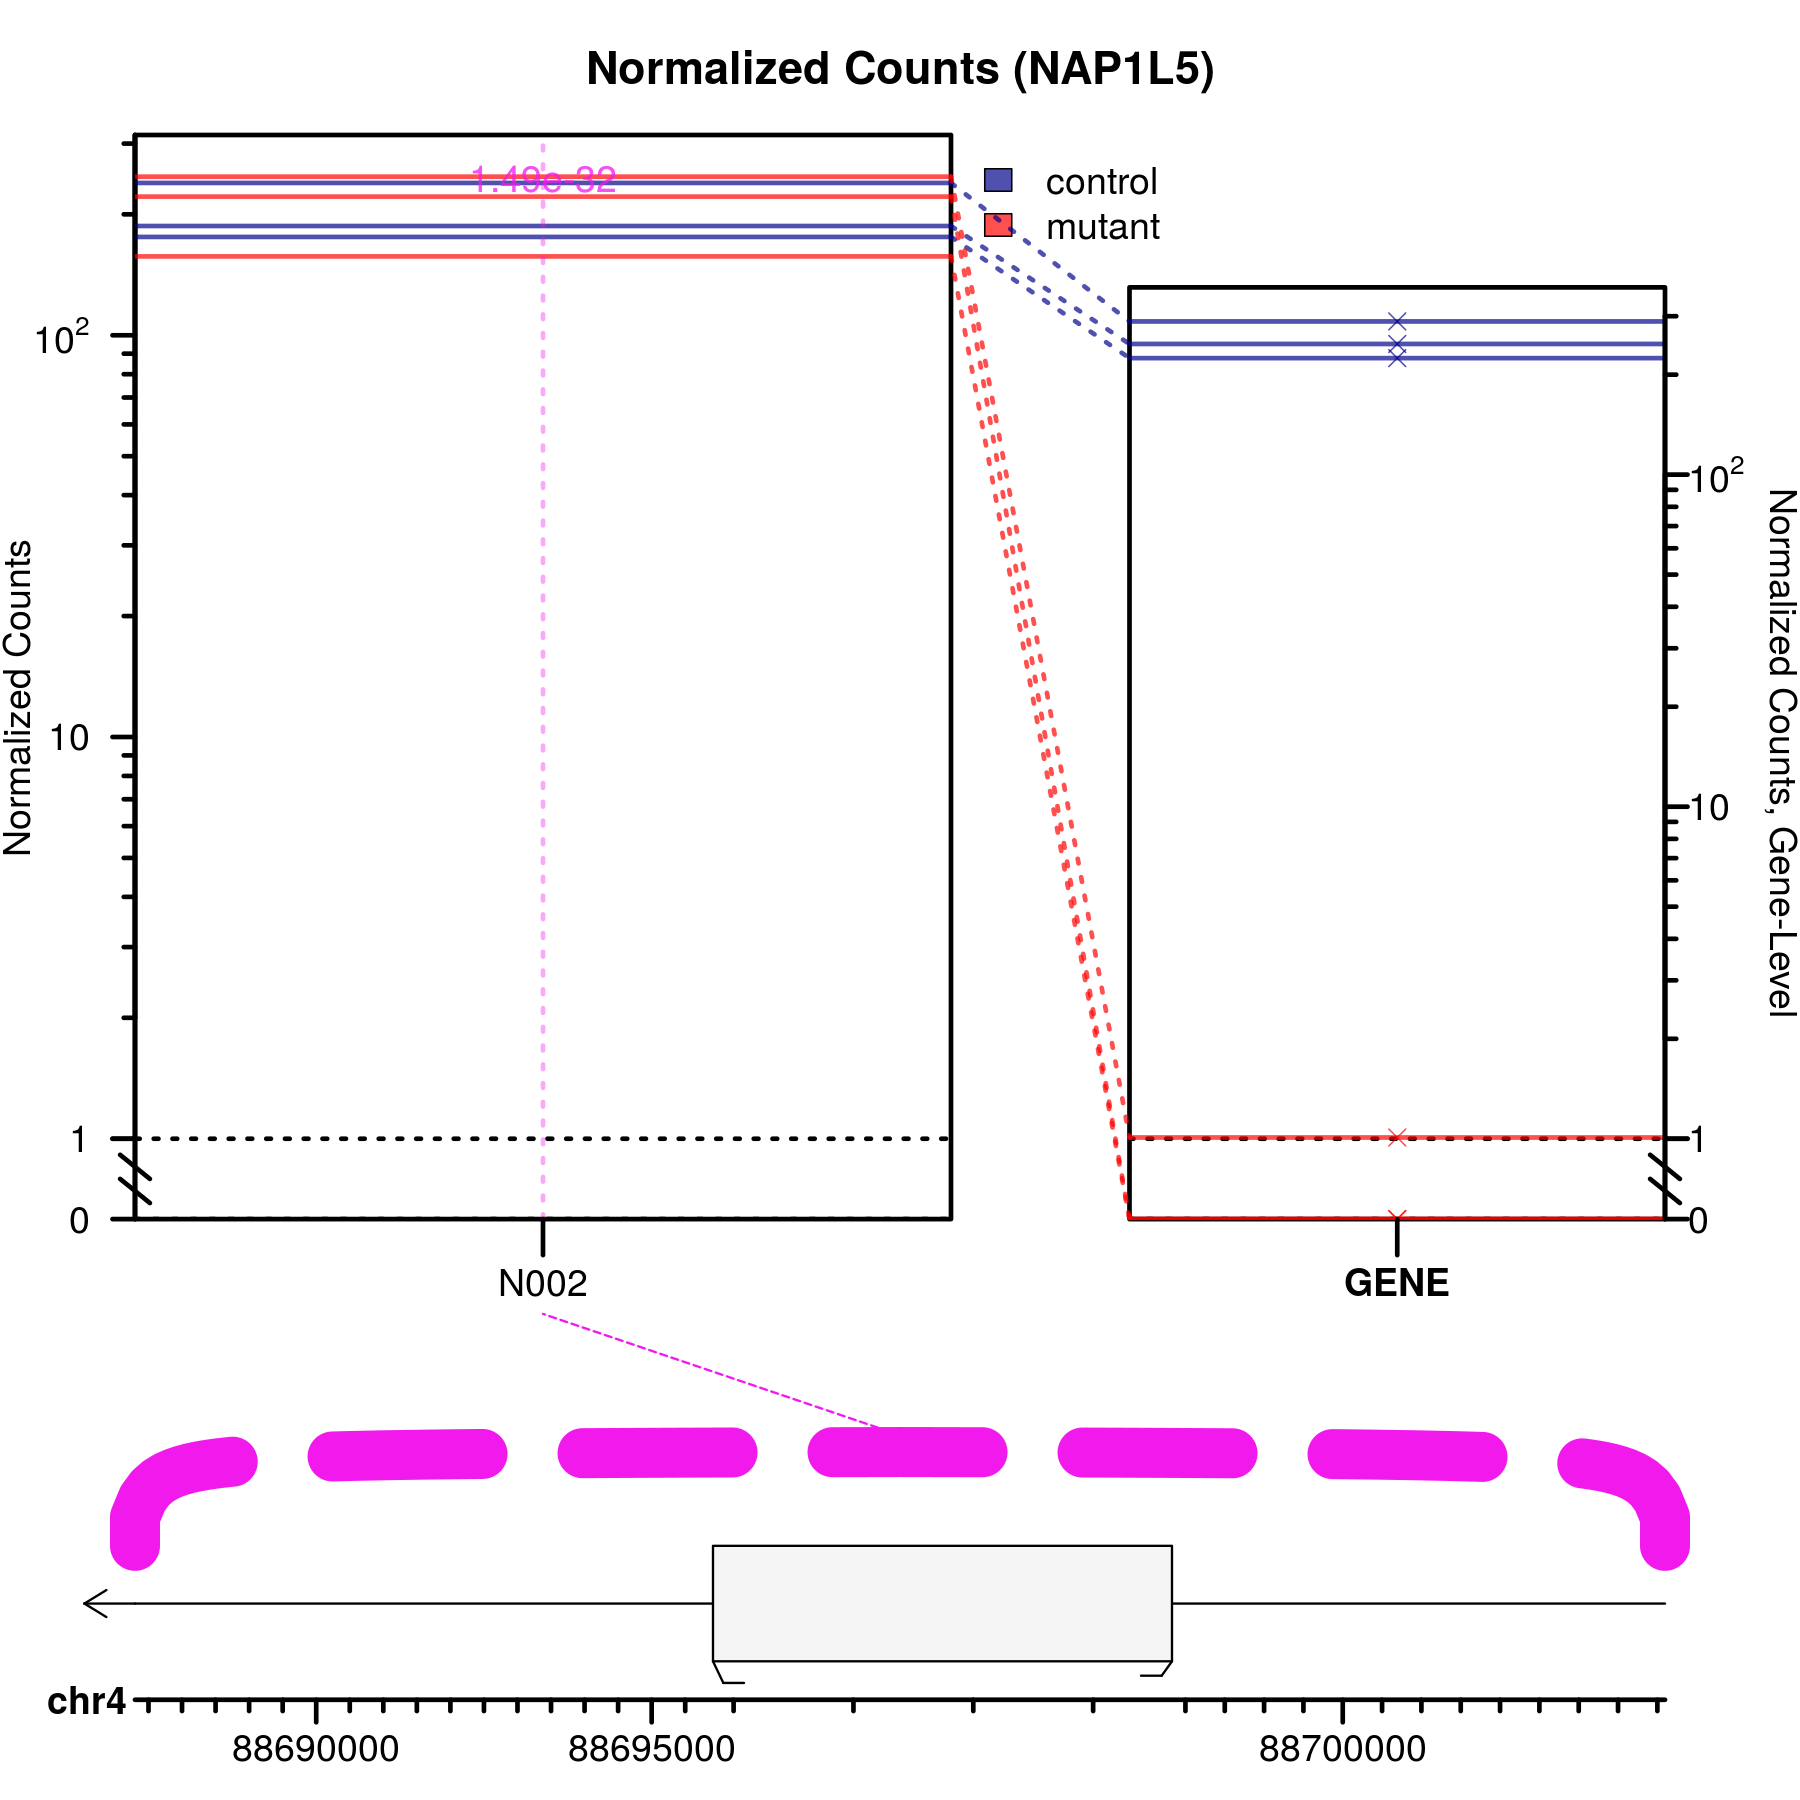 Normalized Counts (NAP1L5)
1.49e-32
control
mutant
10²
10
1
0
Normalized Counts
10²
10
1
0
Normalized Counts, Gene-Level
N002
GENE
chr4
88690000
88695000
88700000